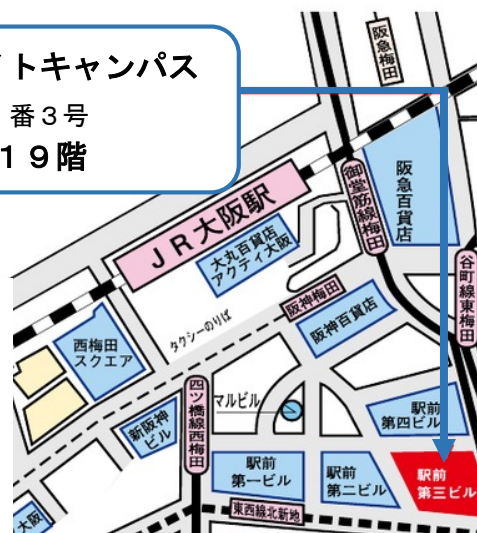 トキャンパス
番３号
１９階
阪急梅田
ＪＲ大阪駅
御堂筋線梅田
阪急百貨店
大丸百貨店
アクティ大阪
谷町線東梅田
阪神梅田
阪神百貨店
タクシーのりば
西梅田
スクエア
四ツ橋線西梅田
マルビル
新阪神
ビル
駅前
第四ビル
駅前
第一ビル
駅前
第二ビル
駅前
第三ビル
東西線北新地
大阪